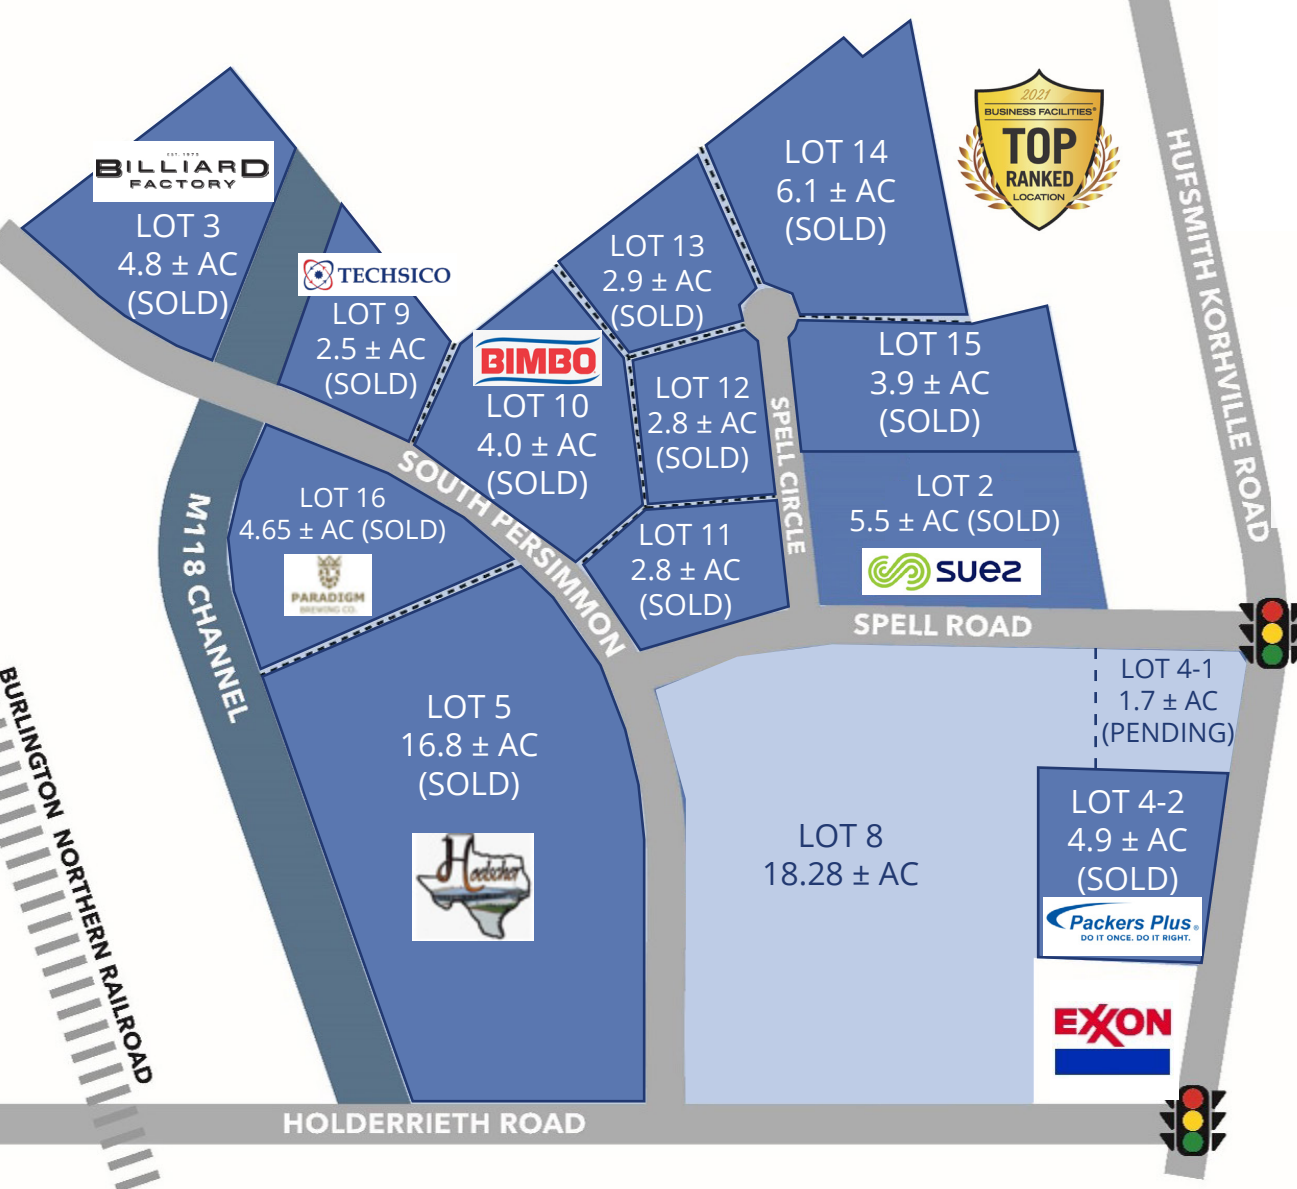 EST. 1975
BILLIARD
FACTORY
LOT 3
4.8 ± AC
(SOLD)
TECHSICO
LOT 9
2.5 ± AC
(SOLD)
BIMBO
LOT 10
4.0 ± AC
(SOLD)
LOT 13
2.9 ± AC
(SOLD)
LOT 14
6.1 ± AC
(SOLD)
2021
BUSINESS FACILITIES®
TOP
RANKED
LOCATION
HUFSMITH KORHVILLE ROAD
LOT 12
2.8 ± AC
(SOLD)
SPELL CIRCLE
LOT 15
3.9 ± AC
(SOLD)
LOT 2
5.5 ± AC (SOLD)
suez
LOT 16
4.65 ± AC (SOLD)
PARADIGM
BREWING CO.
SOUTH PERSIMMON
LOT 11
2.8 ± AC
(SOLD)
SPELL ROAD
M118 CHANNEL
BURLINGTON NORTHERN RAILROAD
LOT 5
16.8 ± AC
(SOLD)
Hoelscher
LOT 8
18.28 ± AC
LOT 4-1
1.7 ± AC
(PENDING)
LOT 4-2
4.9 ± AC
(SOLD)
Packers Plus®
DO IT ONCE. DO IT RIGHT.
EXXON
HOLDERRIETH ROAD